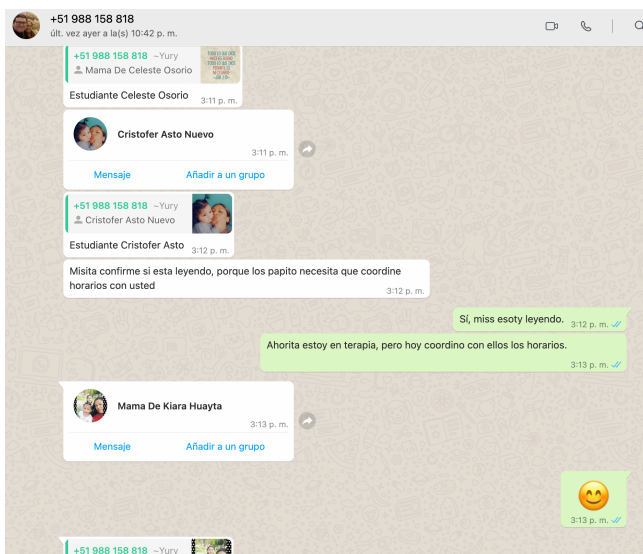 +51 988 158 818
últ. vez ayer a la(s) 10:42 p. m.
+51 988 158 818 ~Yury
Mama De Celeste Osorio
Estudiante Celeste Osorio
3:11 p. m.
Cristofer Asto Nuevo
3:11 p. m.
Mensaje
Añadir a un grupo
+51 988 158 818 ~Yury
Cristofer Asto Nuevo
Estudiante Cristofer Asto
3:12 p. m.
Misita confirme si esta leyendo, porque los papito necesita que coordine
horarios con usted
3:12 p. m.
Sí, miss esoty leyendo.
3:12 p. m.
Ahorita estoy en terapia, pero hoy coordino con ellos los horarios.
3:13 p. m.
Mama De Kiara Huayta
3:13 p. m.
Mensaje
Añadir a un grupo
3:13 p. m.
+51 988 158 818 ~Yury